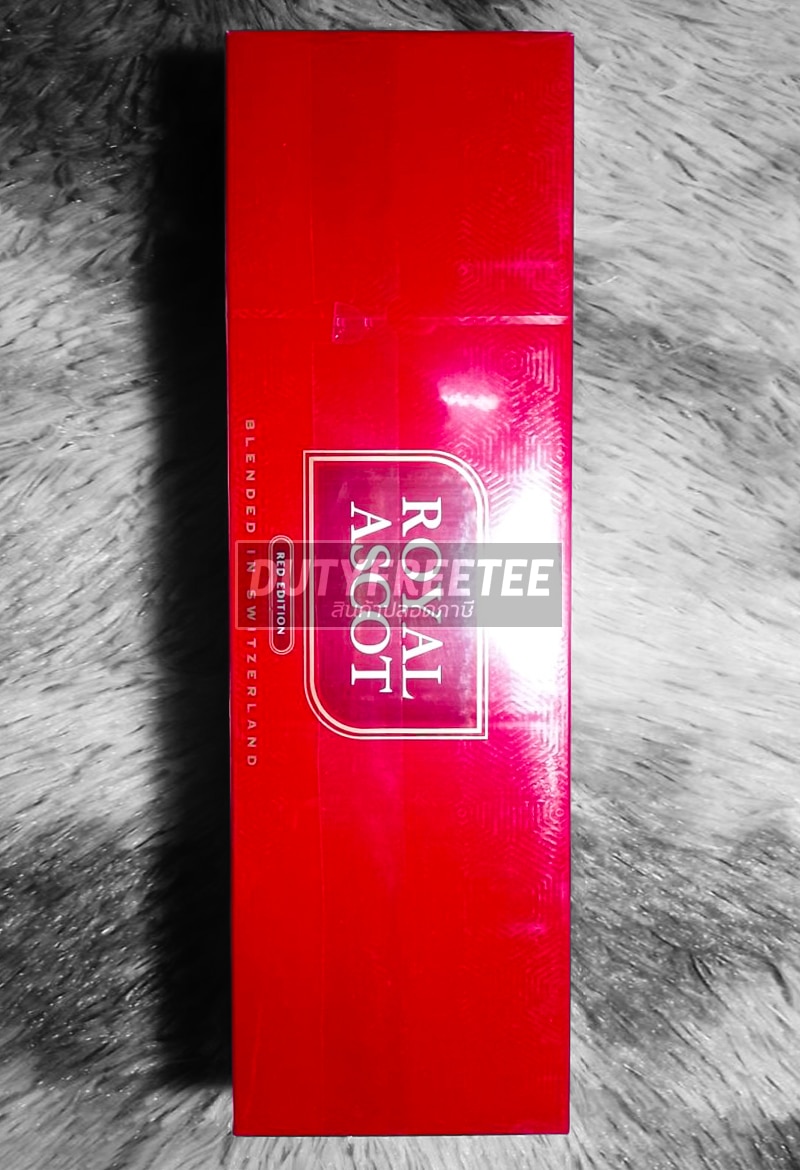 ROYAL
ASCOT
RED EDITION
BLENDED IN SWITZERLAND
DUTYFREETEE
สินค้าปลอดภาษี